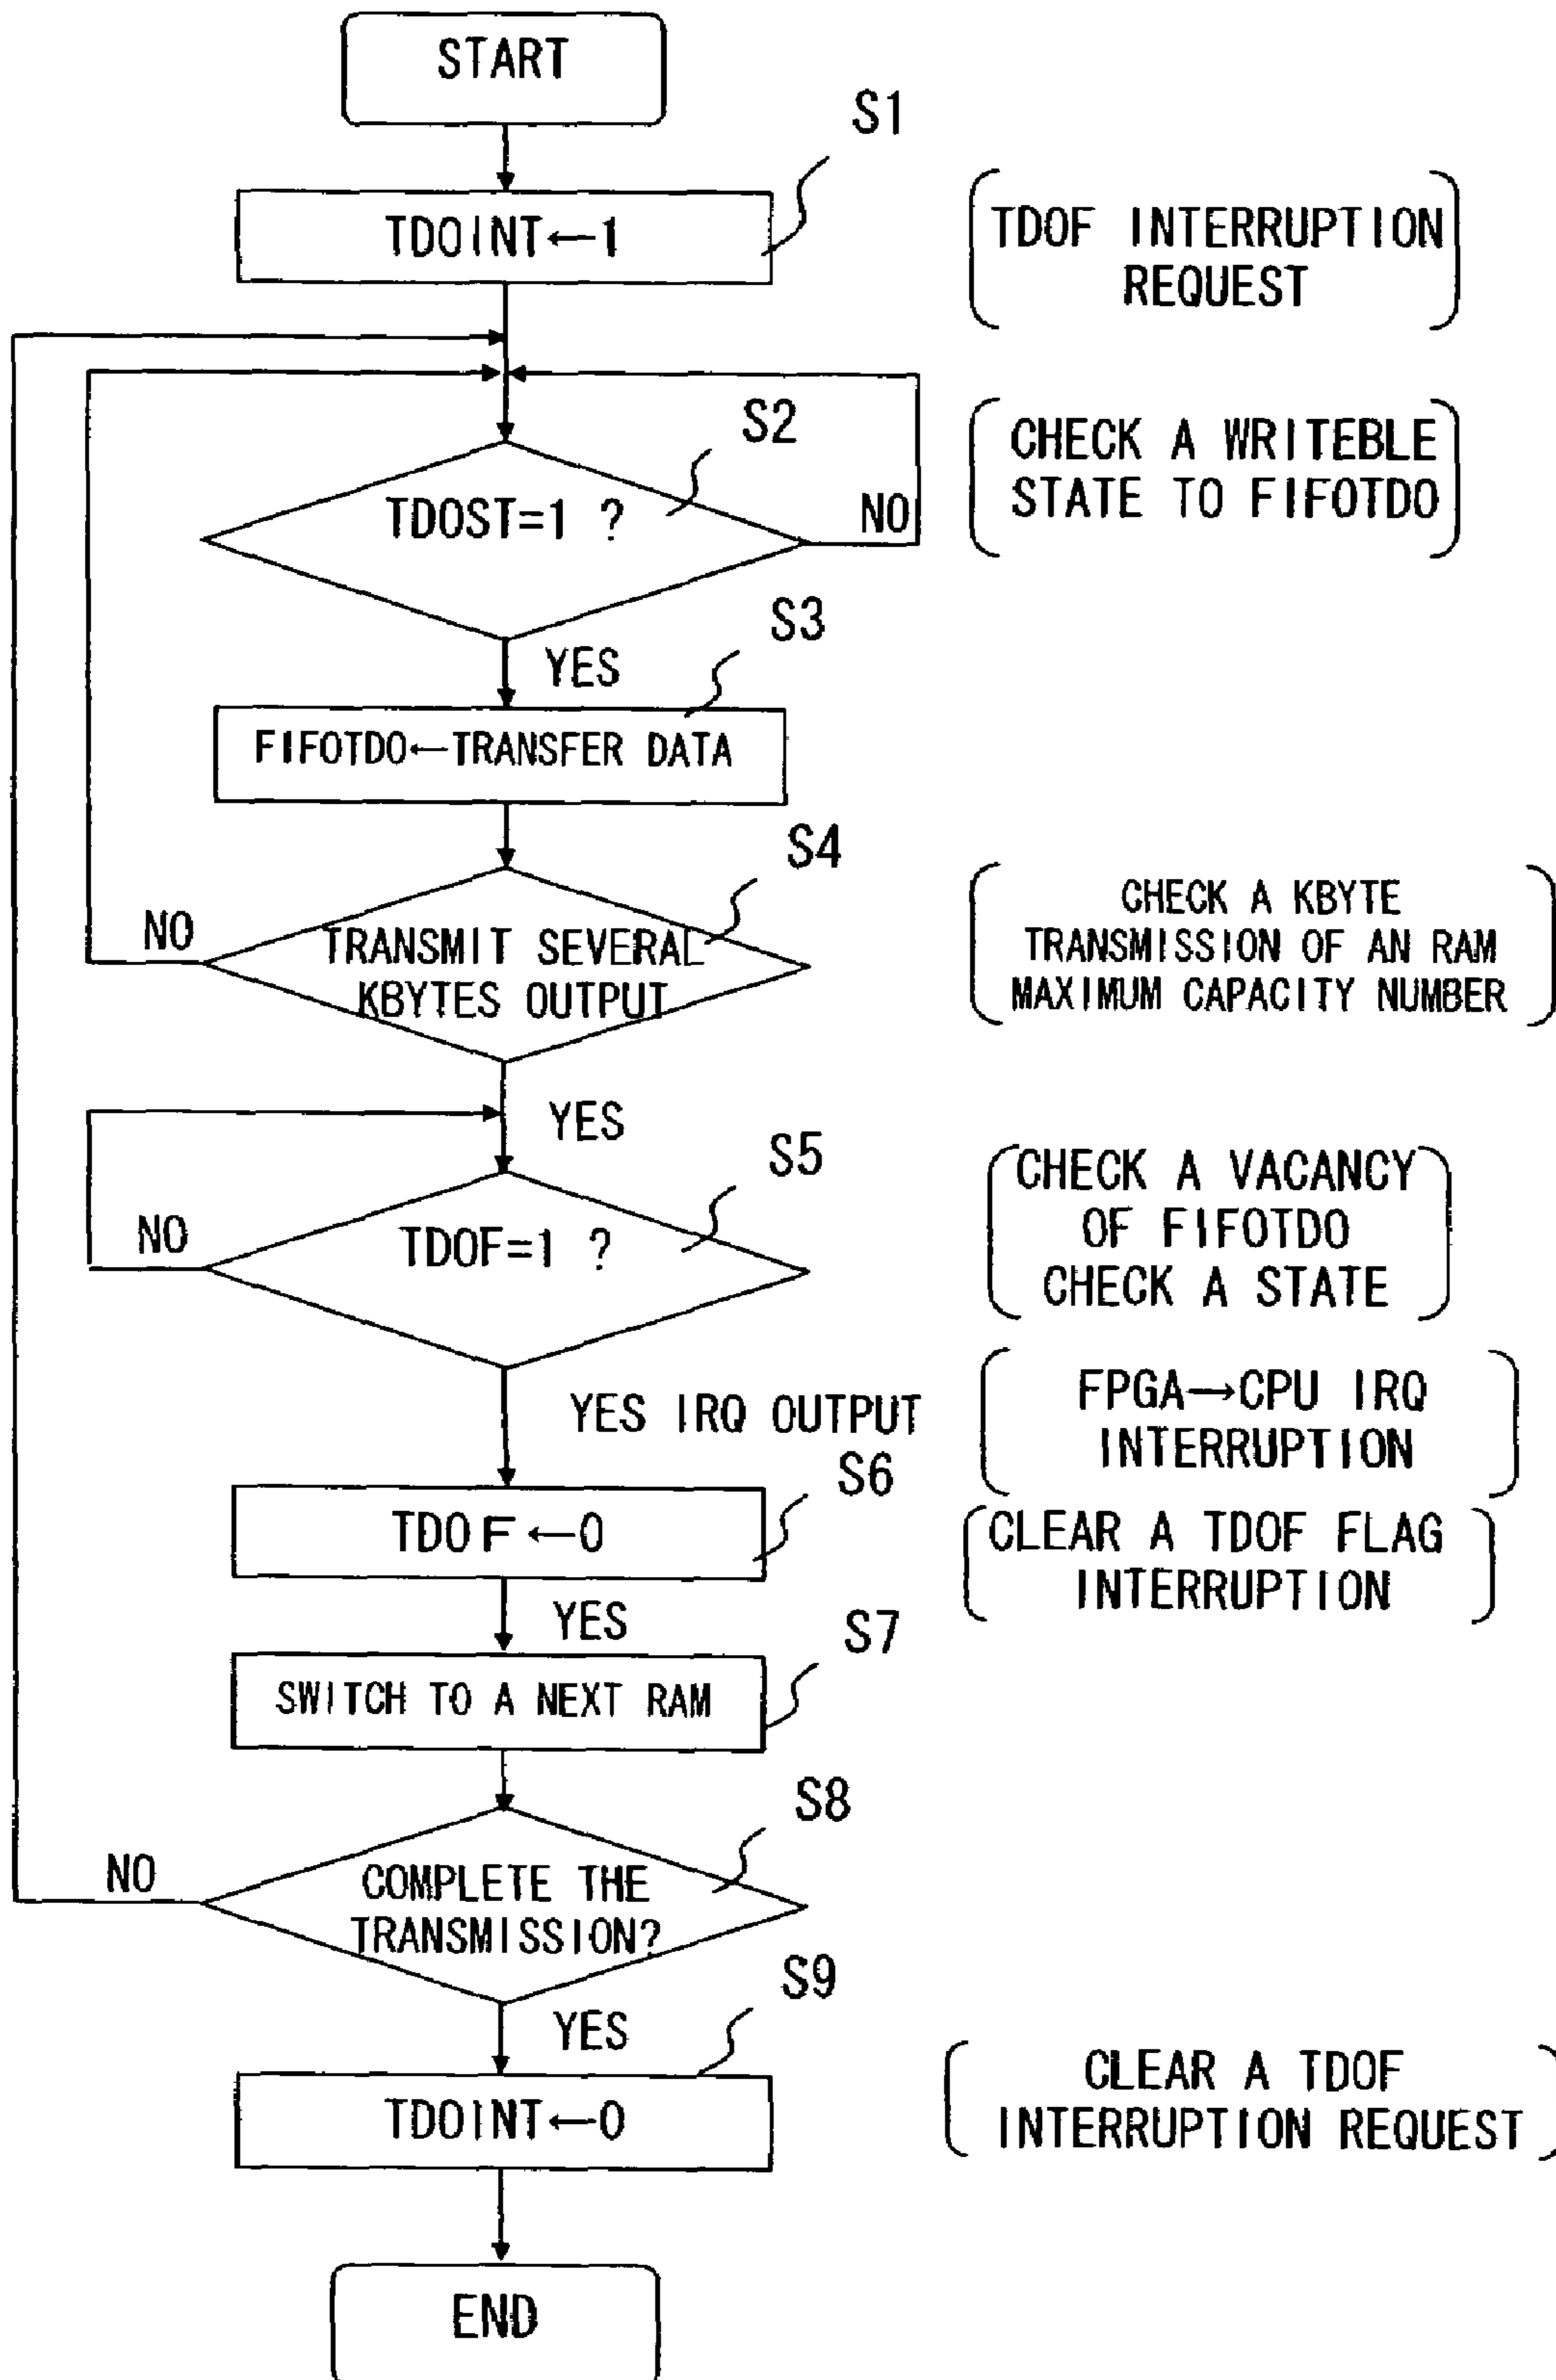 START
S1
TDOINT←1
TDOF INTERRUPTION
REQUEST
S2
TDOST=1 ?
NO
CHECK A WRITEBLE
STATE TO FIFOTDO
YES
S3
FIFOTDO←TRANSFER DATA
S4
NO
TRANSMIT SEVERAL
KBYTES OUTPUT
CHECK A KBYTE
TRANSMISSION OF AN RAM
MAXIMUM CAPACITY NUMBER
YES
S5
NO
TDOF=1 ?
CHECK A VACANCY
OF FIFOTDO
CHECK A STATE
YES IRQ OUTPUT
FPGA→CPU IRQ
INTERRUPTION
S6
TDOF←0
CLEAR A TDOF FLAG
INTERRUPTION
YES
S7
SWITCH TO A NEXT RAM
S8
NO
COMPLETE THE
TRANSMISSION?
YES
S9
TDOINT←0
CLEAR A TDOF
INTERRUPTION REQUEST
END